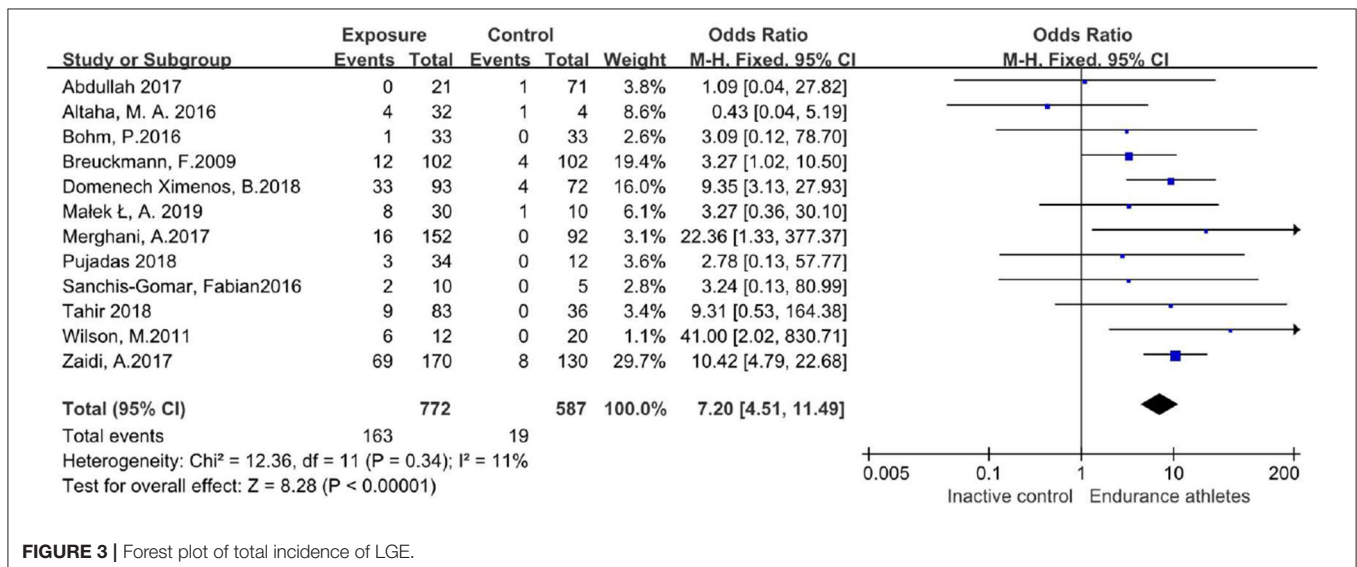 Exposure Control Odds Ratio Odds Ratio
Study or Subgroup Events Total Events Total Weight M-H, Fixed, 95% CI M-H, Fixed, 95% CI
Abdullah 2017 0 21 1 71 3.8% 1.09 [0.04, 27.82]
Altaha, M. A. 2016 4 32 1 4 8.6% 0.43 [0.04, 5.19]
Bohm, P.2016 1 33 0 33 2.6% 3.09 [0.12, 78.70]
Breuckmann, F.2009 12 102 4 102 19.4% 3.27 [1.02, 10.50]
Domenech Ximenos, B.2018 33 93 4 72 16.0% 9.35 [3.13, 27.93]
Małek Ł, A. 2019 8 30 1 10 6.1% 3.27 [0.36, 30.10]
Merghani, A.2017 16 152 0 92 3.1% 22.36 [1.33, 377.37]
Pujadas 2018 3 34 0 12 3.6% 2.78 [0.13, 57.77]
Sanchis-Gomar, Fabian2016 2 10 0 5 2.8% 3.24 [0.13, 80.99]
Tahir 2018 9 83 0 36 3.4% 9.31 [0.53, 164.38]
Wilson, M.2011 6 12 0 20 1.1% 41.00 [2.02, 830.71]
Zaidi, A.2017 69 170 8 130 29.7% 10.42 [4.79, 22.68]
Total (95% CI) 772 587 100.0% 7.20 [4.51, 11.49]
Total events 163 19
Heterogeneity: Chi² = 12.36, df = 11 (P = 0.34); I² = 11%
Test for overall effect: Z = 8.28 (P < 0.00001)
0.005 0.1 1 10 200
Inactive control Endurance athletes
FIGURE 3 | Forest plot of total incidence of LGE.